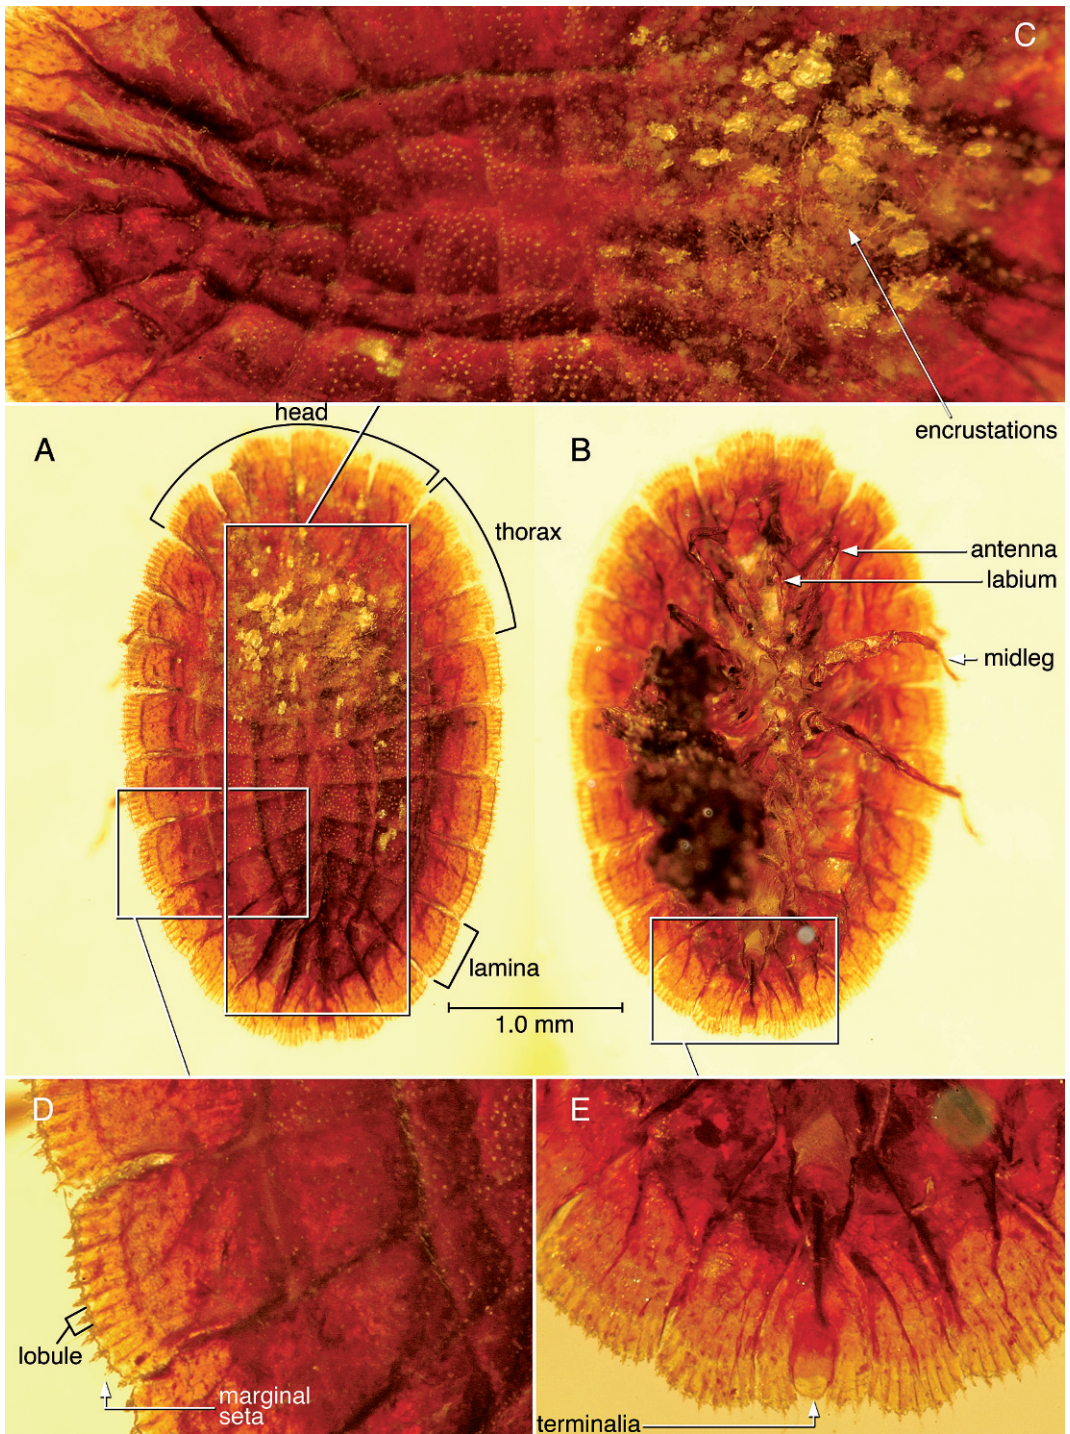 C
encrustations
head
A
B
thorax
antenna
labium
midleg
lamina
1.0 mm
D
E
lobule
marginal
seta
terminalia